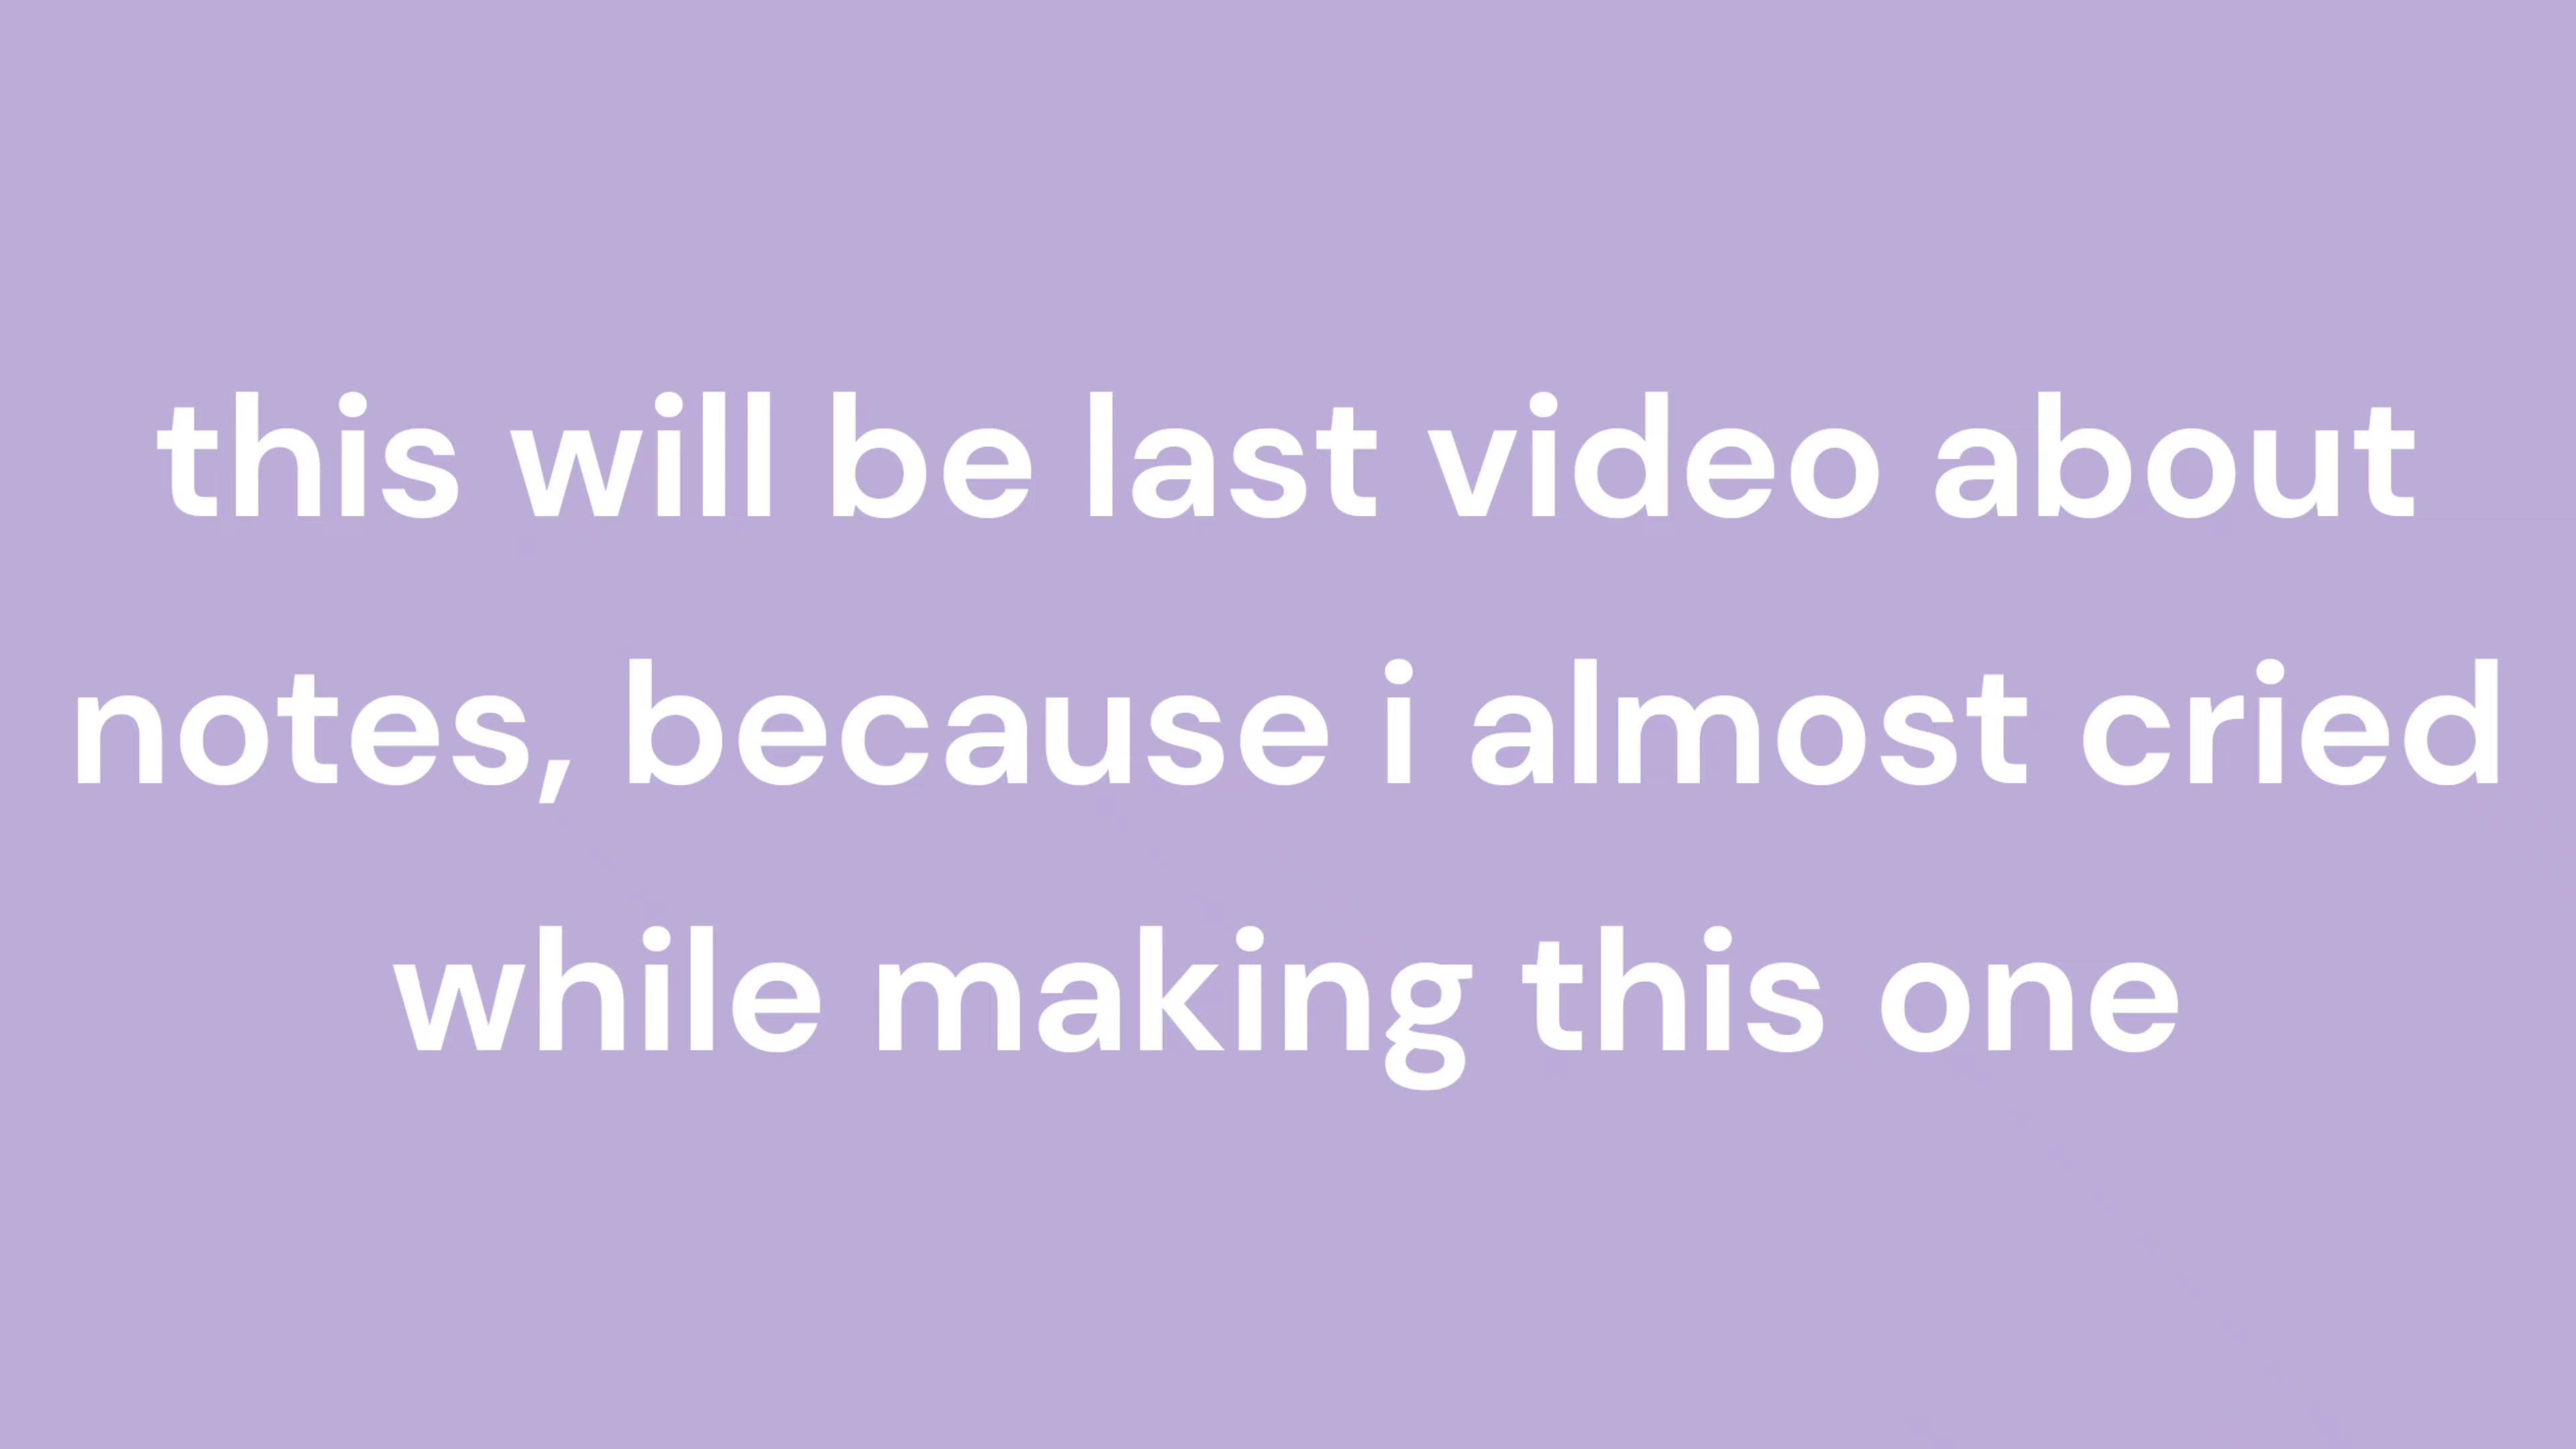 this will be last video about
notes, because i almost cried
while making this one